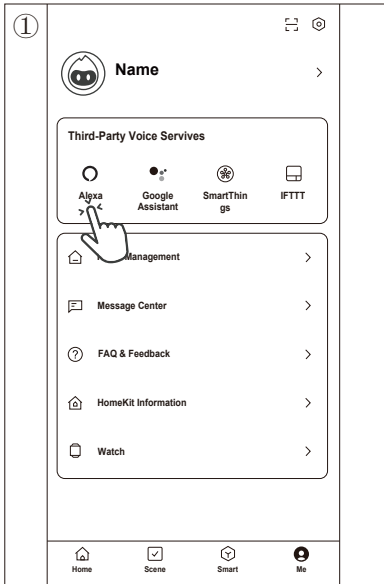 ①
Name
Third-Party Voice Servives
Alexa
Google
Assistant
SmartThin
gs
IFTTT
Management
Message Center
FAQ & Feedback
HomeKit Information
Watch
Home
Scene
Smart
Me